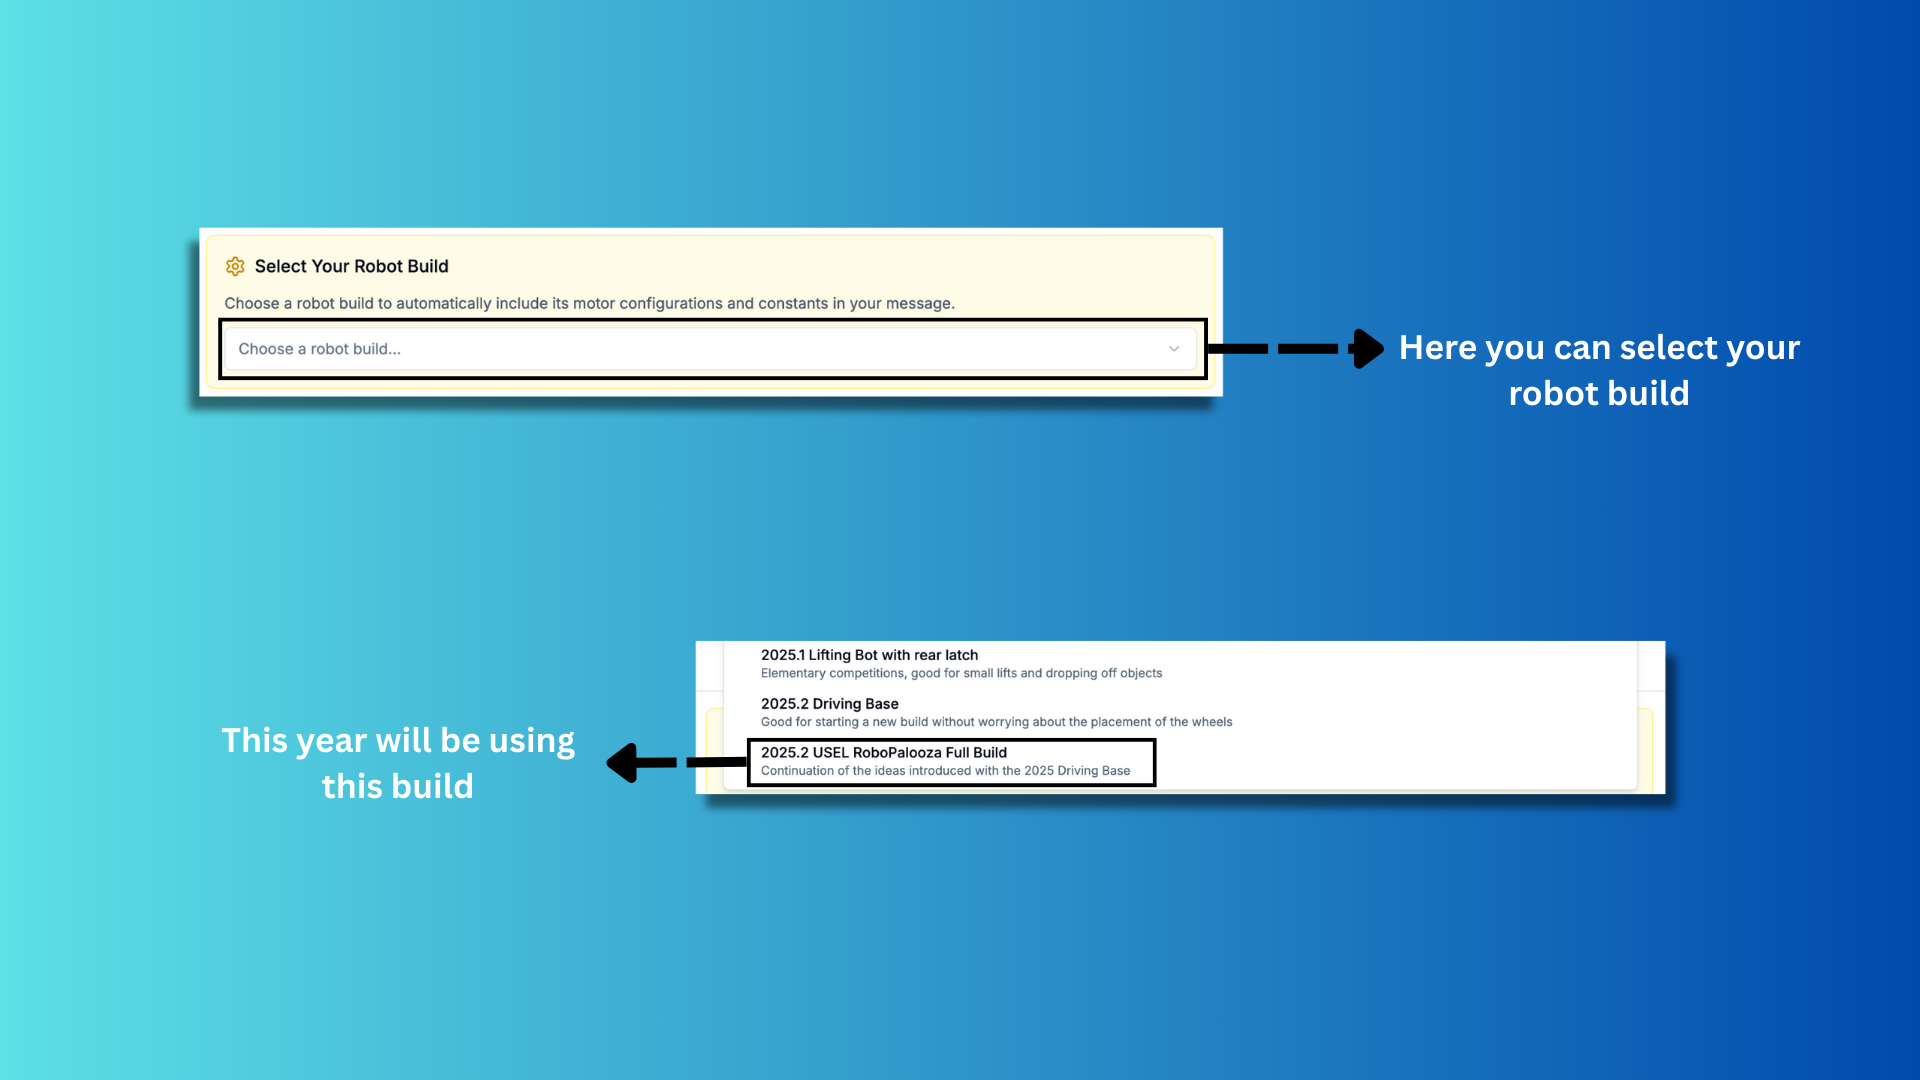 Select Your Robot Build
Choose a robot build to automatically include its motor configurations and constants in your message.
Choose a robot build...
Here you can select your
robot build
2025.1 Lifting Bot with rear latch
Elementary competitions, good for small lifts and dropping off objects
2025.2 Driving Base
Good for starting a new build without worrying about the placement of the wheels
2025.2 USEL RoboPalooza Full Build
Continuation of the ideas introduced with the 2025 Driving Base
This year will be using
this build